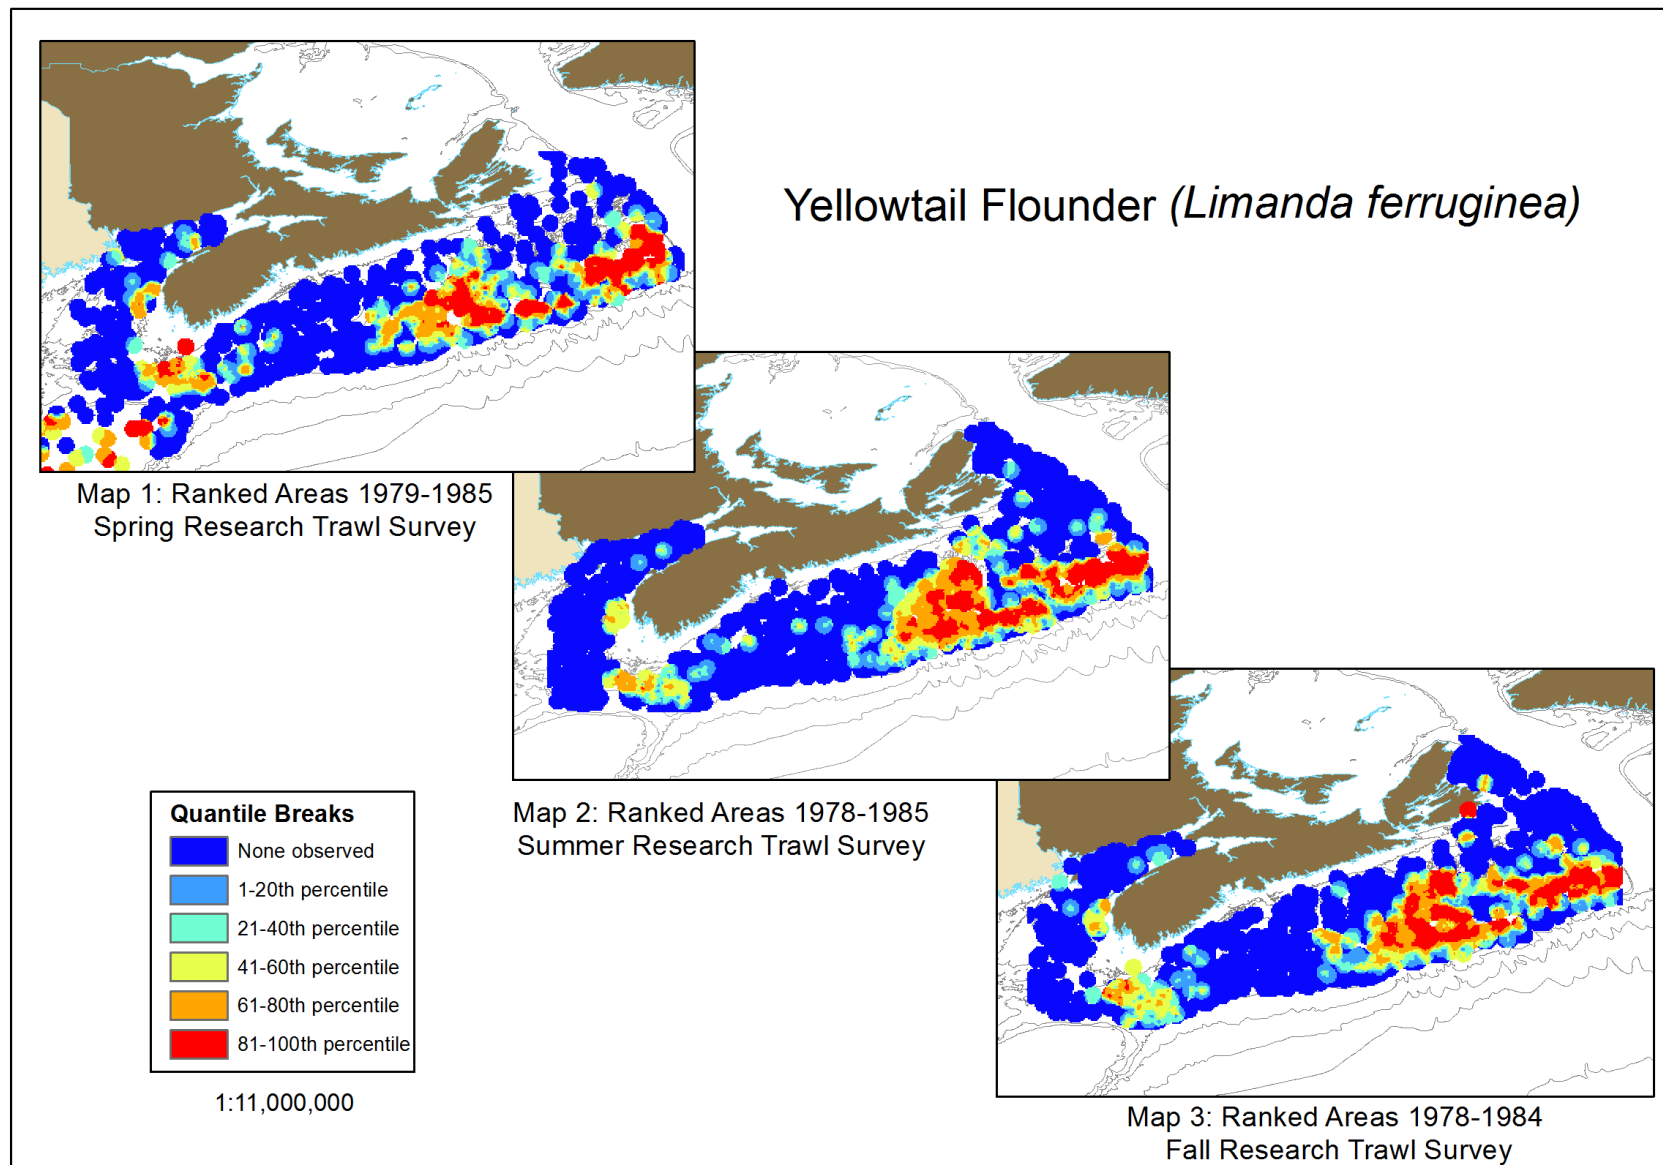 Yellowtail Flounder (Limanda ferruginea)
Map 1: Ranked Areas 1979-1985
Spring Research Trawl Survey
Map 2: Ranked Areas 1978-1985
Summer Research Trawl Survey
Quantile Breaks
None observed
1-20th percentile
21-40th percentile
41-60th percentile
61-80th percentile
81-100th percentile
1:11,000,000
Map 3: Ranked Areas 1978-1984
Fall Research Trawl Survey